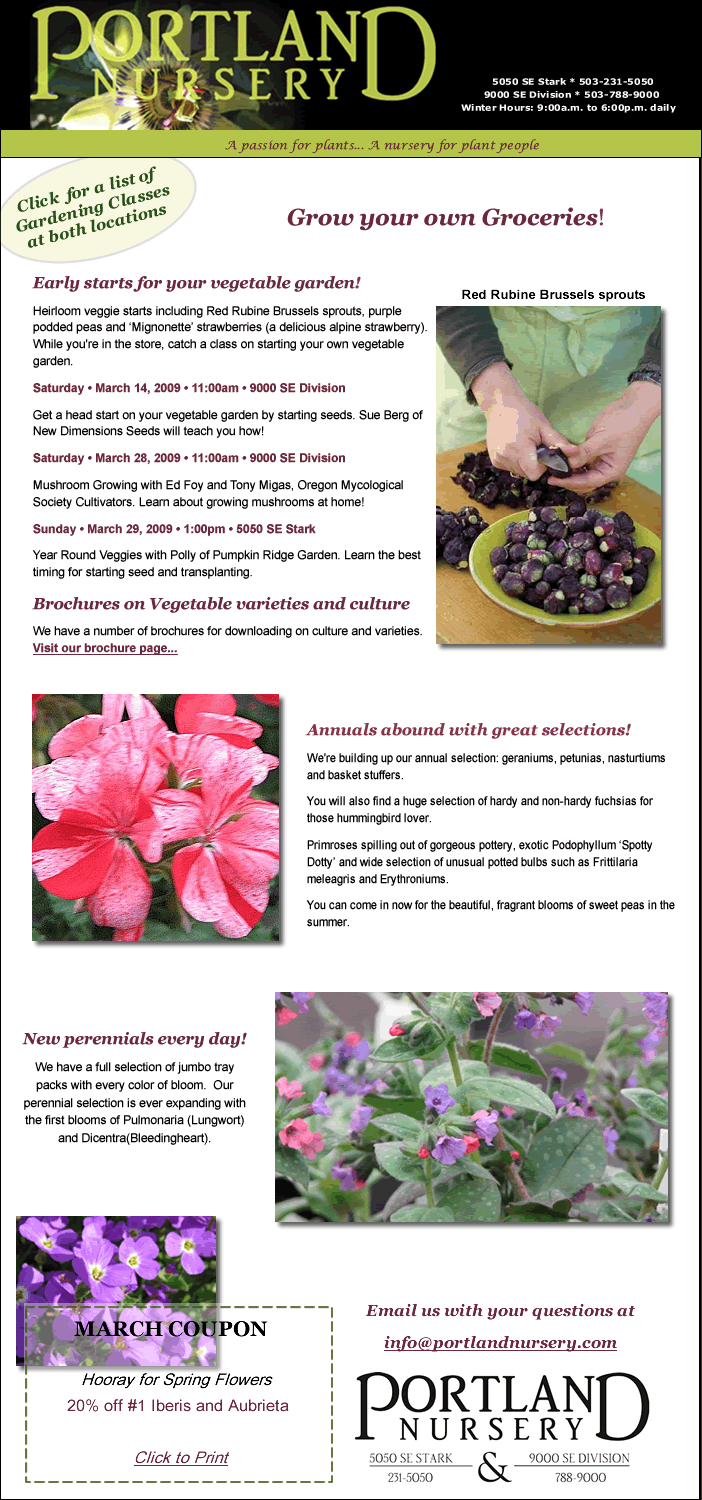 PORTLAND
NURSERY
5050 SE Stark * 503-231-5050
9000 SE Division * 503-788-9000
Winter Hours: 9:00a.m. to 6:00p.m. daily
A passion for plants... A nursery for plant people
Click for a list of
Gardening Classes
at both locations
Grow your own Groceries!
Early starts for your vegetable garden!
Heirloom veggie starts including Red Rubine Brussels sprouts, purple
podded peas and ‘Mignonette’ strawberries (a delicious alpine strawberry).
While you're in the store, catch a class on starting your own vegetable
garden.
Saturday • March 14, 2009 • 11:00am • 9000 SE Division
Get a head start on your vegetable garden by starting seeds. Sue Berg of
New Dimensions Seeds will teach you how!
Saturday • March 28, 2009 • 11:00am • 9000 SE Division
Mushroom Growing with Ed Foy and Tony Migas, Oregon Mycological
Society Cultivators. Learn about growing mushrooms at home!
Sunday • March 29, 2009 • 1:00pm • 5050 SE Stark
Year Round Veggies with Polly of Pumpkin Ridge Garden. Learn the best
timing for starting seed and transplanting.
Brochures on Vegetable varieties and culture
We have a number of brochures for downloading on culture and varieties.
Visit our brochure page...
Red Rubine Brussels sprouts
Annuals abound with great selections!
We're building up our annual selection: geraniums, petunias, nasturtiums
and basket stuffers.
You will also find a huge selection of hardy and non-hardy fuchsias for
those hummingbird lover.
Primroses spilling out of gorgeous pottery, exotic Podophyllum ‘Spotty
Dotty’ and wide selection of unusual potted bulbs such as Frittilaria
meleagris and Erythroniums.
You can come in now for the beautiful, fragrant blooms of sweet peas in the
summer.
New perennials every day!
We have a full selection of jumbo tray
packs with every color of bloom. Our
perennial selection is ever expanding with
the first blooms of Pulmonaria (Lungwort)
and Dicentra(Bleedingheart).
MARCH COUPON
Hooray for Spring Flowers
20% off #1 Iberis and Aubrieta
Click to Print
Email us with your questions at
info@portlandnursery.com
PORTLAND
NURSERY
5050 SE STARK & 9000 SE DIVISION
231-5050 788-9000